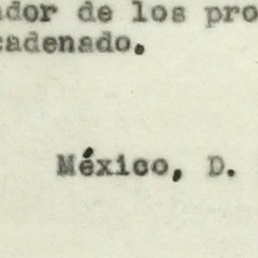 ador de los pro
cadenado.
México, D.